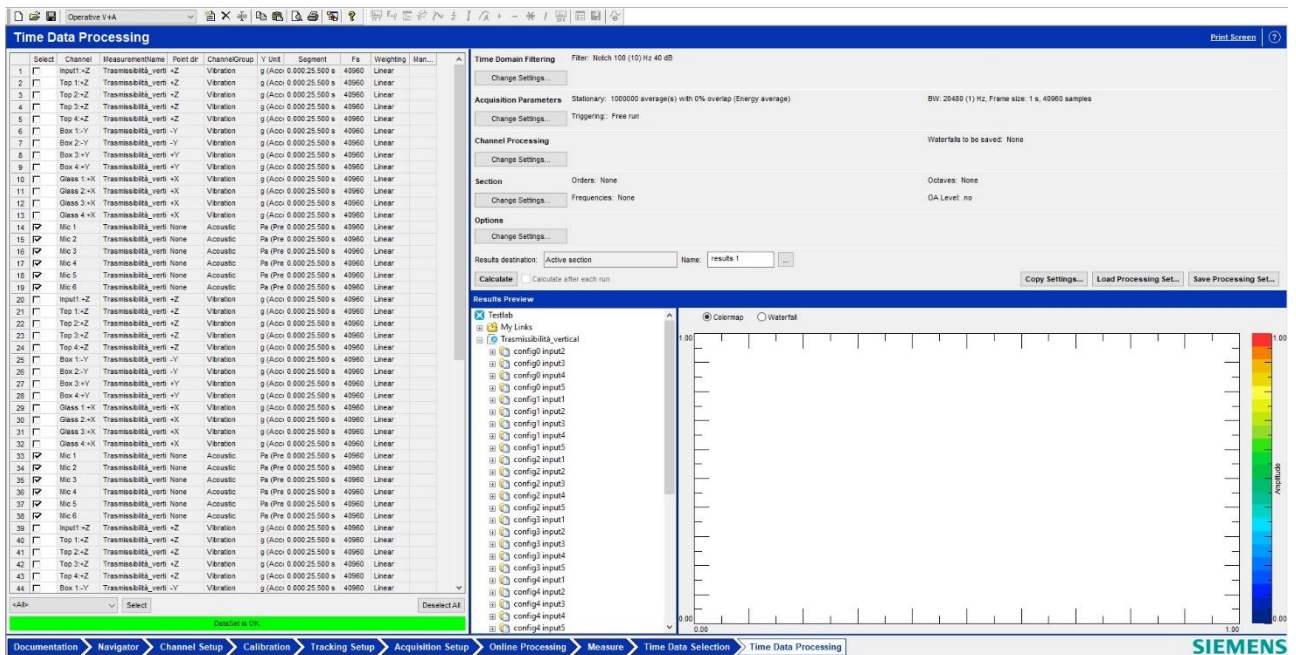 Operative V+A
Time Data Processing
Print Screen
Select Channel MeasurementName Point dir ChannelGroup Y Unit Segment Fs Weighting Man...
1 Input1:+Z Trasmissibilità_verti +Z Vibration g (Acc 0.000:25.500 s 40960 Linear
2 Top 1:+Z Trasmissibilità_verti +Z Vibration g (Acc 0.000:25.500 s 40960 Linear
3 Top 2:+Z Trasmissibilità_verti +Z Vibration g (Acc 0.000:25.500 s 40960 Linear
4 Top 3:+Z Trasmissibilità_verti +Z Vibration g (Acc 0.000:25.500 s 40960 Linear
5 Top 4:+Z Trasmissibilità_verti +Z Vibration g (Acc 0.000:25.500 s 40960 Linear
6 Box 1:-Y Trasmissibilità_verti -Y Vibration g (Acc 0.000:25.500 s 40960 Linear
7 Box 2:-Y Trasmissibilità_verti -Y Vibration g (Acc 0.000:25.500 s 40960 Linear
8 Box 3:+Y Trasmissibilità_verti +Y Vibration g (Acc 0.000:25.500 s 40960 Linear
9 Box 4:+Y Trasmissibilità_verti +Y Vibration g (Acc 0.000:25.500 s 40960 Linear
10 Glass 1:+X Trasmissibilità_verti +X Vibration g (Acc 0.000:25.500 s 40960 Linear
11 Glass 2:+X Trasmissibilità_verti +X Vibration g (Acc 0.000:25.500 s 40960 Linear
12 Glass 3:+X Trasmissibilità_verti +X Vibration g (Acc 0.000:25.500 s 40960 Linear
13 Glass 4:+X Trasmissibilità_verti +X Vibration g (Acc 0.000:25.500 s 40960 Linear
14 Mic 1 Trasmissibilità_verti None Acoustic Pa (Pre 0.000:25.500 s 40960 Linear
15 Mic 2 Trasmissibilità_verti None Acoustic Pa (Pre 0.000:25.500 s 40960 Linear
16 Mic 3 Trasmissibilità_verti None Acoustic Pa (Pre 0.000:25.500 s 40960 Linear
17 Mic 4 Trasmissibilità_verti None Acoustic Pa (Pre 0.000:25.500 s 40960 Linear
18 Mic 5 Trasmissibilità_verti None Acoustic Pa (Pre 0.000:25.500 s 40960 Linear
19 Mic 6 Trasmissibilità_verti None Acoustic Pa (Pre 0.000:25.500 s 40960 Linear
20 Input1:+Z Trasmissibilità_verti +Z Vibration g (Acc 0.000:25.500 s 40960 Linear
21 Top 1:+Z Trasmissibilità_verti +Z Vibration g (Acc 0.000:25.500 s 40960 Linear
22 Top 2:+Z Trasmissibilità_verti +Z Vibration g (Acc 0.000:25.500 s 40960 Linear
23 Top 3:+Z Trasmissibilità_verti +Z Vibration g (Acc 0.000:25.500 s 40960 Linear
24 Top 4:+Z Trasmissibilità_verti +Z Vibration g (Acc 0.000:25.500 s 40960 Linear
25 Box 1:-Y Trasmissibilità_verti -Y Vibration g (Acc 0.000:25.500 s 40960 Linear
26 Box 2:-Y Trasmissibilità_verti -Y Vibration g (Acc 0.000:25.500 s 40960 Linear
27 Box 3:+Y Trasmissibilità_verti +Y Vibration g (Acc 0.000:25.500 s 40960 Linear
28 Box 4:+Y Trasmissibilità_verti +Y Vibration g (Acc 0.000:25.500 s 40960 Linear
29 Glass 1:+X Trasmissibilità_verti +X Vibration g (Acc 0.000:25.500 s 40960 Linear
30 Glass 2:+X Trasmissibilità_verti +X Vibration g (Acc 0.000:25.500 s 40960 Linear
31 Glass 3:+X Trasmissibilità_verti +X Vibration g (Acc 0.000:25.500 s 40960 Linear
32 Glass 4:+X Trasmissibilità_verti +X Vibration g (Acc 0.000:25.500 s 40960 Linear
33 Mic 1 Trasmissibilità_verti None Acoustic Pa (Pre 0.000:25.500 s 40960 Linear
34 Mic 2 Trasmissibilità_verti None Acoustic Pa (Pre 0.000:25.500 s 40960 Linear
35 Mic 3 Trasmissibilità_verti None Acoustic Pa (Pre 0.000:25.500 s 40960 Linear
36 Mic 4 Trasmissibilità_verti None Acoustic Pa (Pre 0.000:25.500 s 40960 Linear
37 Mic 5 Trasmissibilità_verti None Acoustic Pa (Pre 0.000:25.500 s 40960 Linear
38 Mic 6 Trasmissibilità_verti None Acoustic Pa (Pre 0.000:25.500 s 40960 Linear
39 Input1:+Z Trasmissibilità_verti +Z Vibration g (Acc 0.000:25.500 s 40960 Linear
40 Top 1:+Z Trasmissibilità_verti +Z Vibration g (Acc 0.000:25.500 s 40960 Linear
41 Top 2:+Z Trasmissibilità_verti +Z Vibration g (Acc 0.000:25.500 s 40960 Linear
42 Top 3:+Z Trasmissibilità_verti +Z Vibration g (Acc 0.000:25.500 s 40960 Linear
43 Top 4:+Z Trasmissibilità_verti +Z Vibration g (Acc 0.000:25.500 s 40960 Linear
44 Box 1:-Y Trasmissibilità_verti -Y Vibration g (Acc 0.000:25.500 s 40960 Linear
<All> Select Deselect All
DataSet is OK.
Time Domain Filtering Filter: Notch 100 (10) Hz 40 dB
Change Settings...
Acquisition Parameters Stationary: 1000000 average(s) with 0% overlap (Energy average) BW: 20480 (1) Hz, Frame size: 1 s, 40960 samples
Change Settings... Triggering:: Free run
Channel Processing Waterfalls to be saved: None
Change Settings...
Section Orders: None Octaves: None
Change Settings... Frequencies: None OA Level: no
Options
Change Settings...
Results destination: Active section Name: results 1 ...
Calculate Calculate after each run Copy Settings... Load Processing Set... Save Processing Set...
Results Preview
Testlab
My Links
Trasmissibilità_vertical
config0 input2
config0 input3
config0 input4
config0 input5
config1 input1
config1 input2
config1 input3
config1 input4
config1 input5
config2 input1
config2 input2
config2 input3
config2 input4
config2 input5
config3 input1
config3 input2
config3 input3
config3 input4
config3 input5
config4 input1
config4 input2
config4 input3
config4 input4
config4 input5
Colormap Waterfall
1.00
0.00
0.00
1.00
1.00
Amplitude
0.00
Documentation Navigator Channel Setup Calibration Tracking Setup Acquisition Setup Online Processing Measure Time Data Selection Time Data Processing
SIEMENS